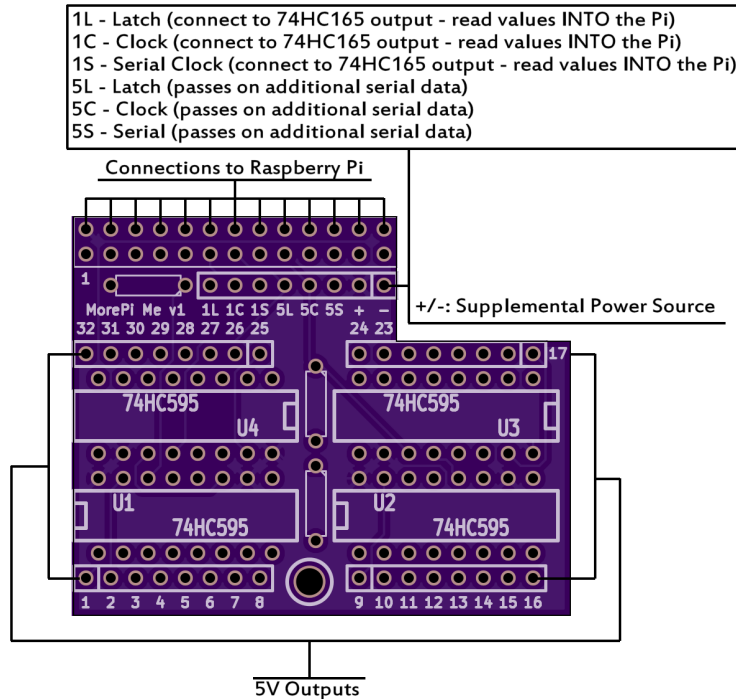 1L - Latch (connect to 74HC165 output - read values INTO the Pi)
1C - Clock (connect to 74HC165 output - read values INTO the Pi)
1S - Serial Clock (connect to 74HC165 output - read values INTO the Pi)
5L - Latch (passes on additional serial data)
5C - Clock (passes on additional serial data)
5S - Serial (passes on additional serial data)
Connections to Raspberry Pi
1
MorePi Me v1 1L 1C 1S 5L 5C 5S + -
+/-: Supplemental Power Source
32 31 30 29 28 27 26 25 24 23
17
74HC595 74HC595
U4 U3
U1 U2
74HC595 74HC595
1 2 3 4 5 6 7 8 9 10 11 12 13 14 15 16
5V Outputs